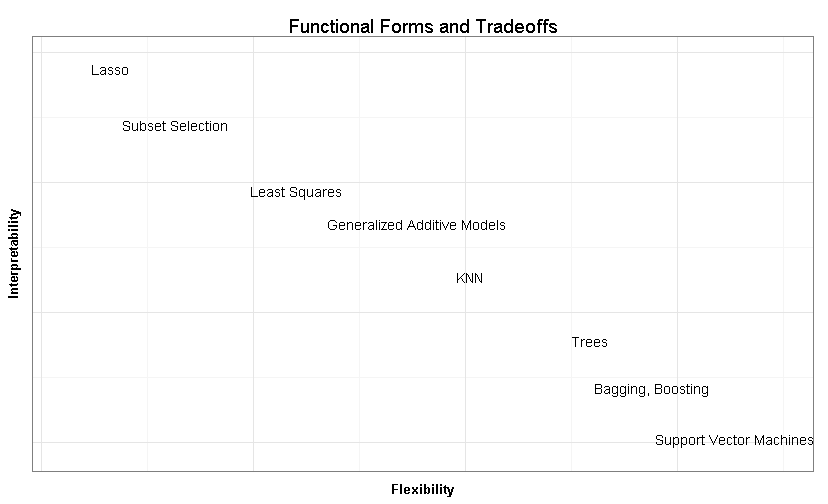 Functional Forms and Tradeoffs
Lasso
Subset Selection
Least Squares
Generalized Additive Models
KNN
Trees
Bagging, Boosting
Support Vector Machines
Interpretability
Flexibility